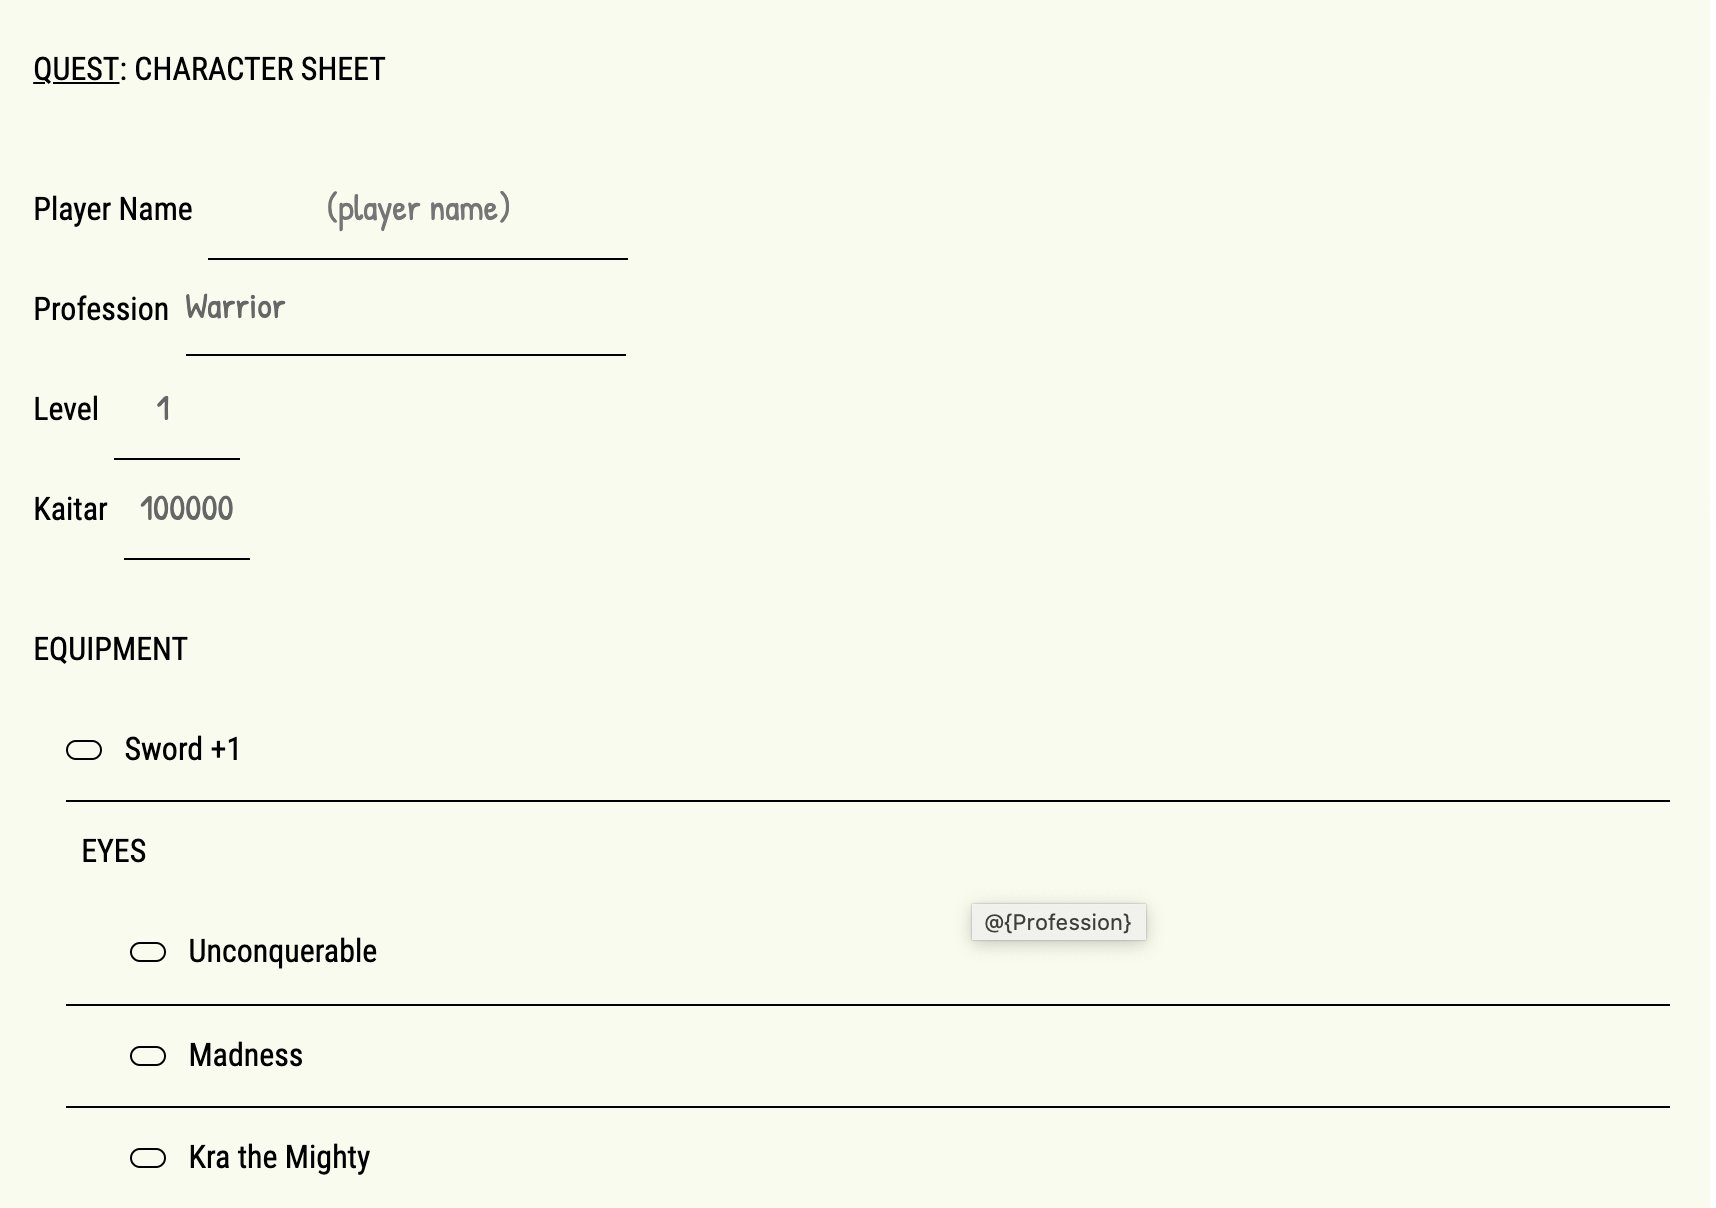 QUEST: CHARACTER SHEET
Player Name (player name)
Profession Warrior
Level 1
Kaitar 100000
EQUIPMENT
Sword +1
EYES
@{Profession}
Unconquerable
Madness
Kra the Mighty